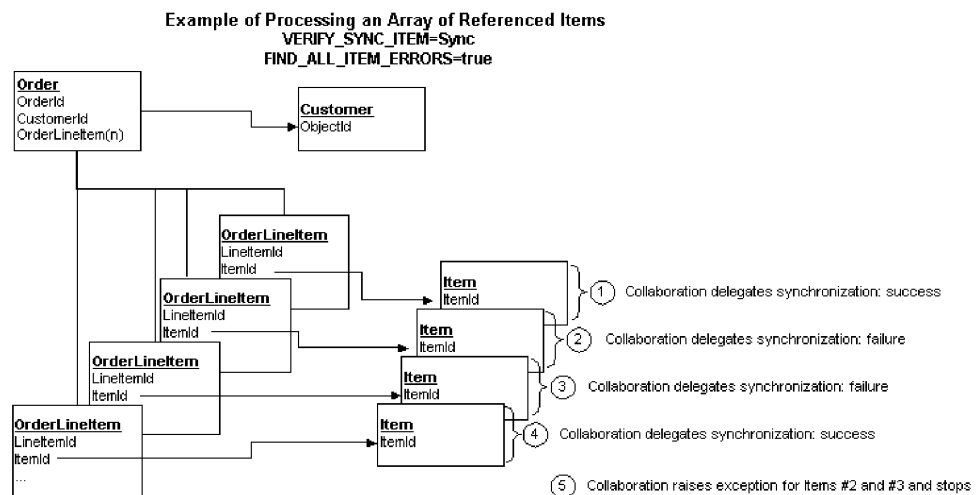 Example of Processing an Array of Referenced Items
VERIFY_SYNC_ITEM=Sync
FIND_ALL_ITEM_ERRORS=true
Order
OrderId
CustomerId
OrderLineItem(n)
Customer
ObjectId
OrderLineItem
LineItemId
ItemId
Item
ItemId
1 Collaboration delegates synchronization: success
OrderLineItem
LineItemId
ItemId
Item
ItemId
2 Collaboration delegates synchronization: failure
OrderLineItem
LineItemId
ItemId
Item
ItemId
3 Collaboration delegates synchronization: failure
OrderLineItem
LineItemId
ItemId
...
Item
ItemId
4 Collaboration delegates synchronization: success
5 Collaboration raises exception for Items #2 and #3 and stops